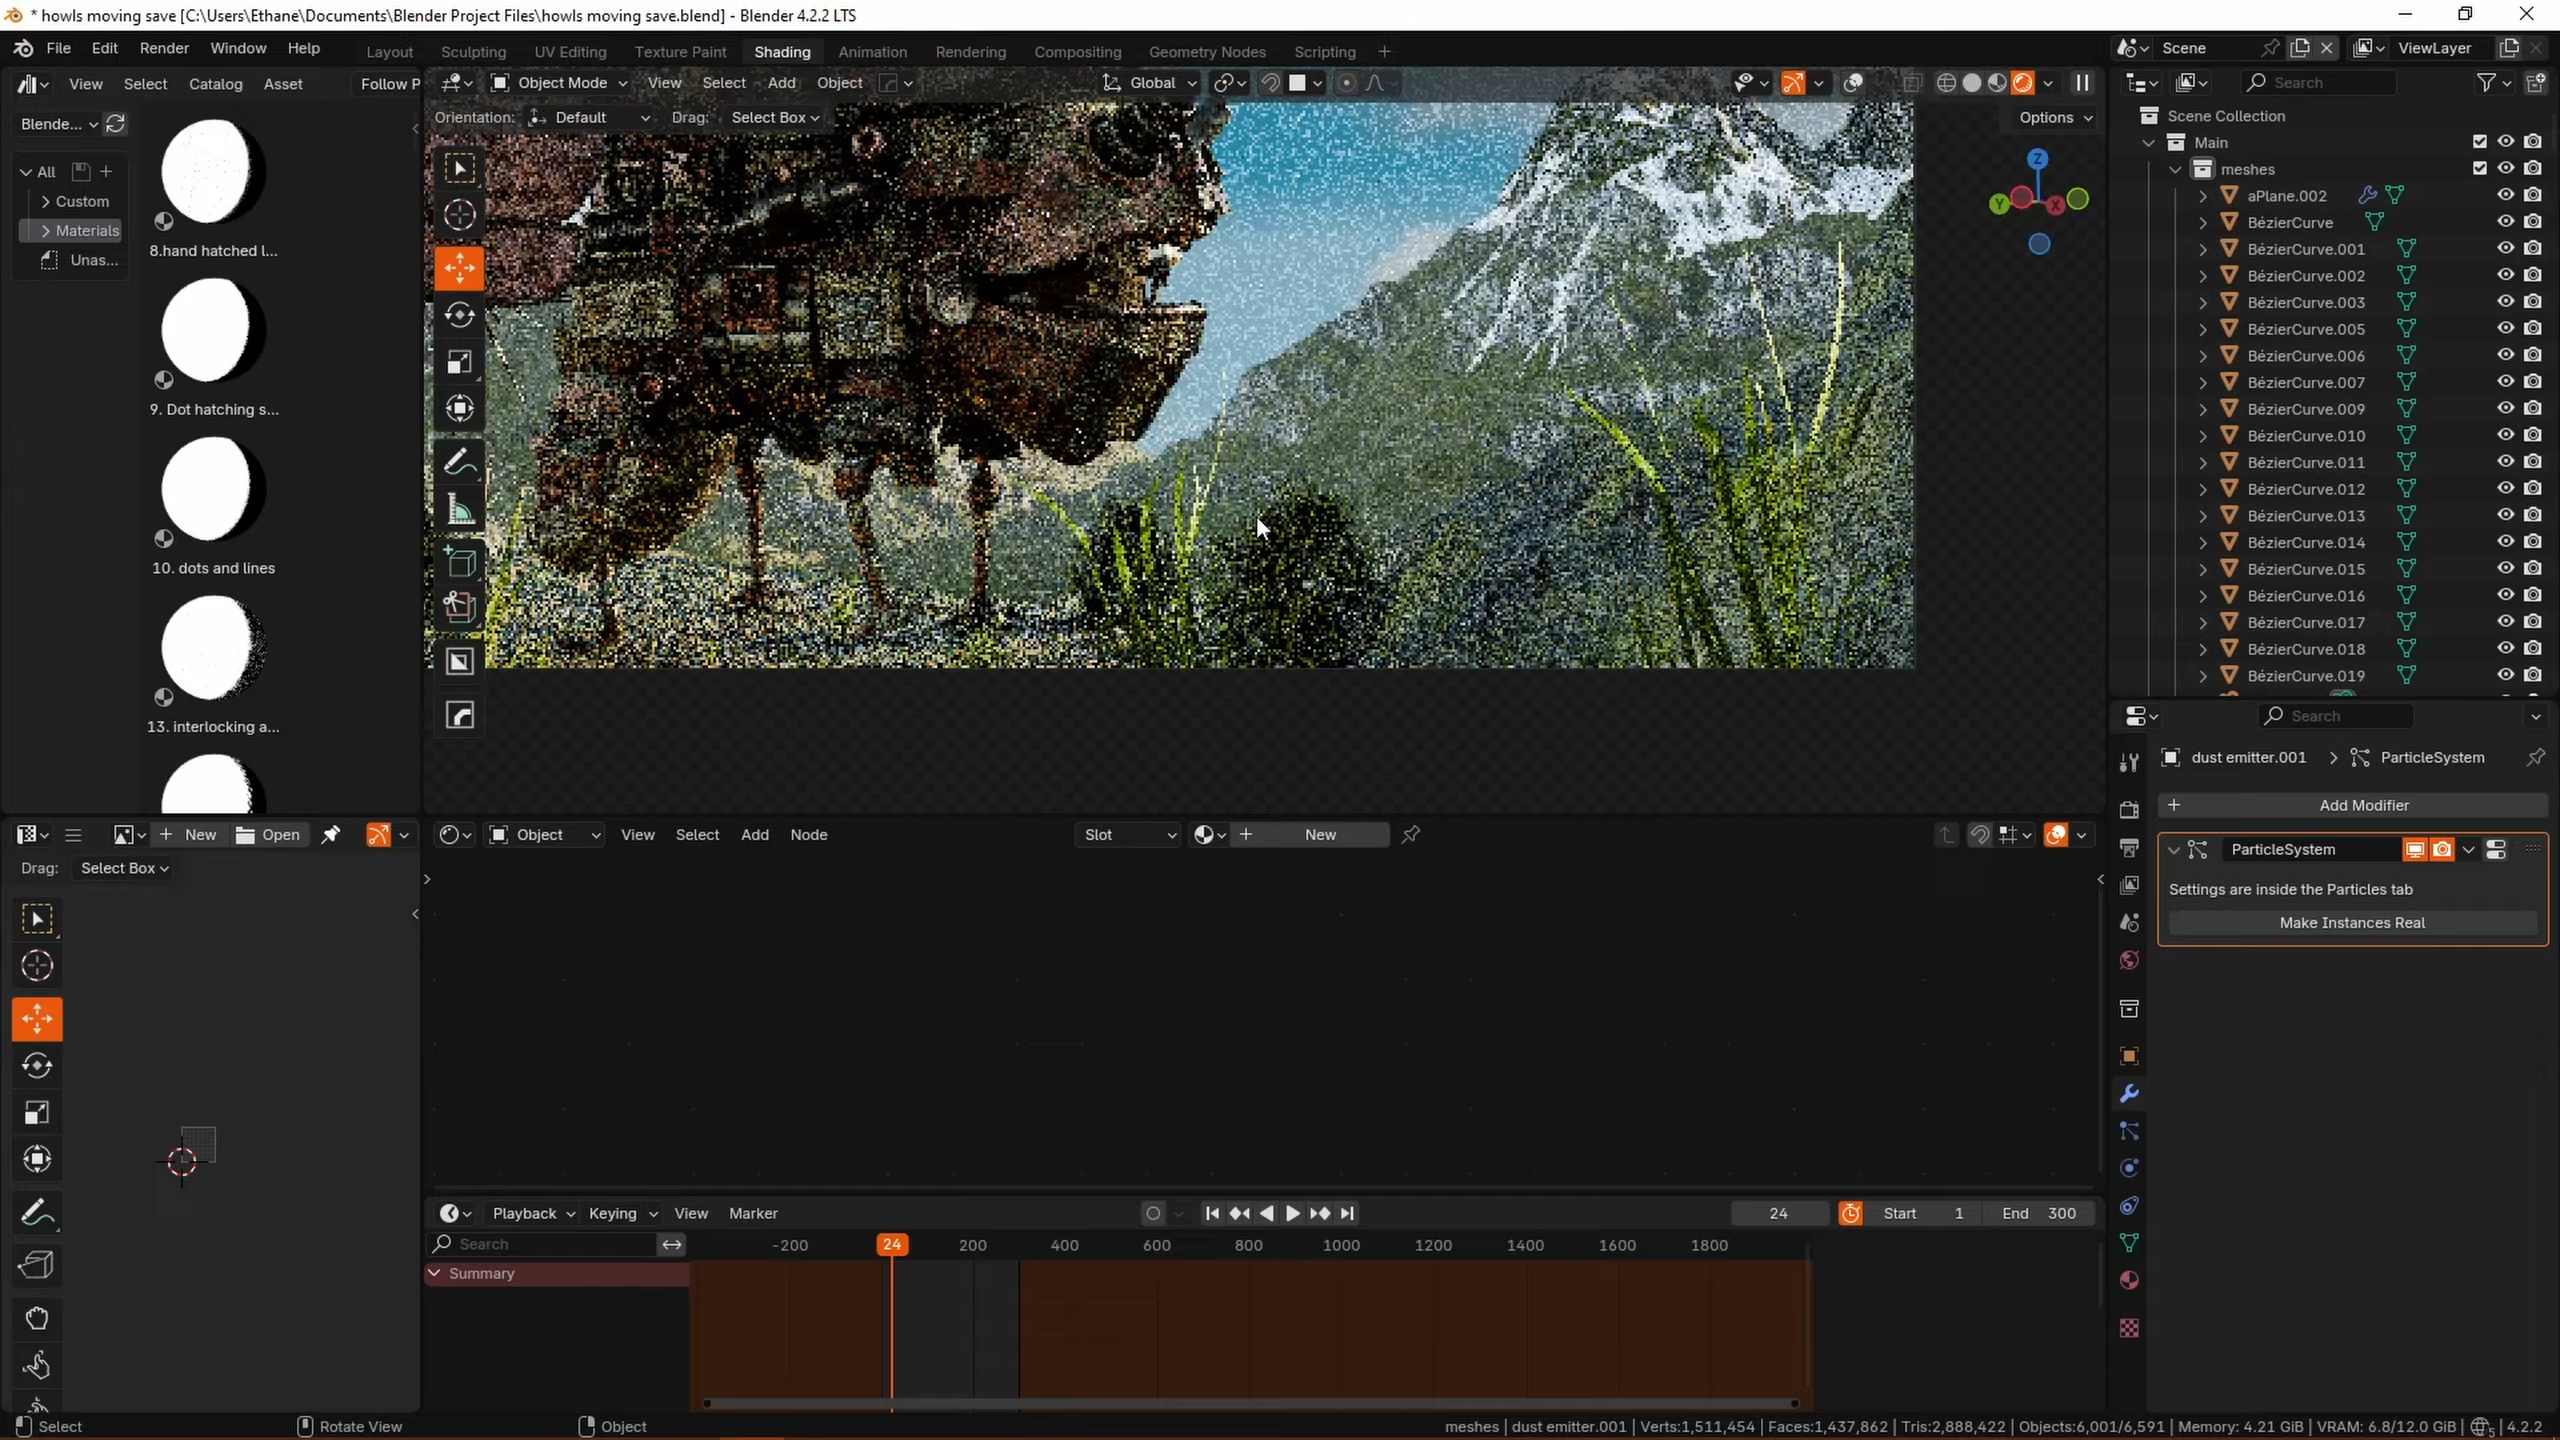 * howls moving save [C:\Users\Ethane\Documents\Blender Project Files\howls moving save.blend] - Blender 4.2.2 LTS
File Edit Render Window Help
Layout Sculpting UV Editing Texture Paint Shading Animation Rendering Compositing Geometry Nodes Scripting +
Scene
ViewLayer
View Select Catalog Asset Follow P
Object Mode View Select Add Object
Global
Search
Blende...
Orientation: Default Drag: Select Box
Options
All
Custom
Materials
Unas...
8.hand hatched l...
9. Dot hatching s...
10. dots and lines
13. interlocking a...
Z
Y
X
Scene Collection
Main
meshes
aPlane.002
BézierCurve
BézierCurve.001
BézierCurve.002
BézierCurve.003
BézierCurve.005
BézierCurve.006
BézierCurve.007
BézierCurve.009
BézierCurve.010
BézierCurve.011
BézierCurve.012
BézierCurve.013
BézierCurve.014
BézierCurve.015
BézierCurve.016
BézierCurve.017
BézierCurve.018
BézierCurve.019
Search
dust emitter.001 > ParticleSystem
+ Add Modifier
ParticleSystem
Settings are inside the Particles tab
Make Instances Real
+ New Open
Drag: Select Box
Object View Select Add Node
Slot
+ New
Playback Keying View Marker
24
Start 1
End 300
Search
-200 24 200 400 600 800 1000 1200 1400 1600 1800
Summary
Select
Rotate View
Object
meshes | dust emitter.001 | Verts:1,511,454 | Faces:1,437,862 | Tris:2,888,422 | Objects:6,001/6,591 | Memory: 4.21 GiB | VRAM: 6.8/12.0 GiB | 5 | 4.2.2